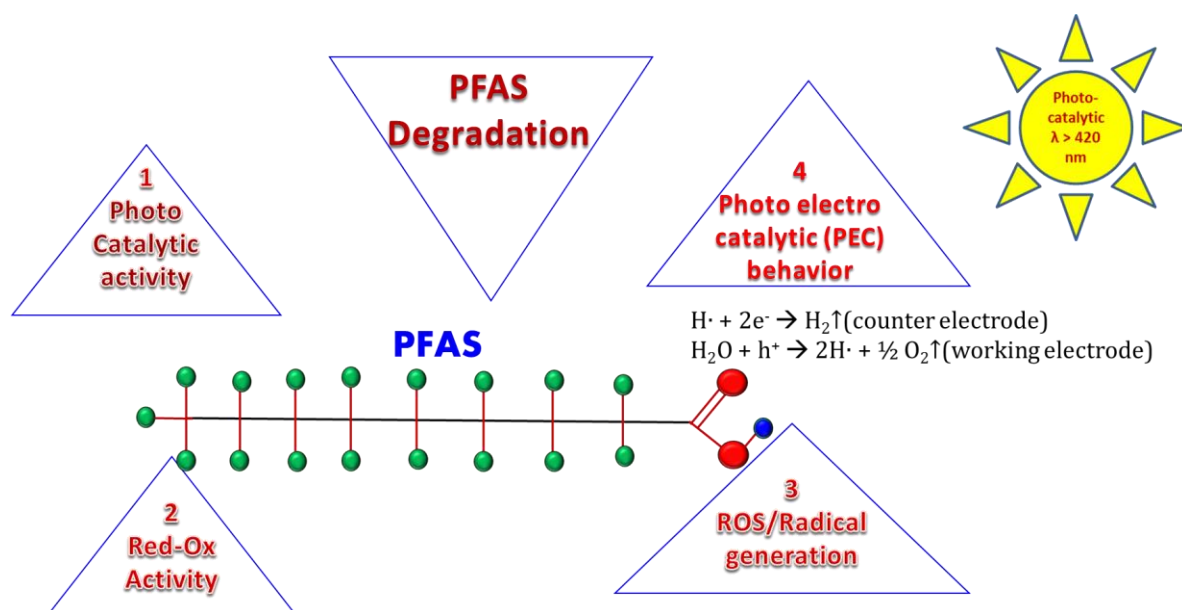 PFAS
Degradation
Photo-
catalytic
λ > 420
nm
1
Photo
Catalytic
activity
4
Photo electro
catalytic (PEC)
behavior
H· + 2e⁻ → H₂↑(counter electrode)
H₂O + h⁺ → 2H· + ½ O₂↑(working electrode)
PFAS
2
Red-Ox
Activity
3
ROS/Radical
generation